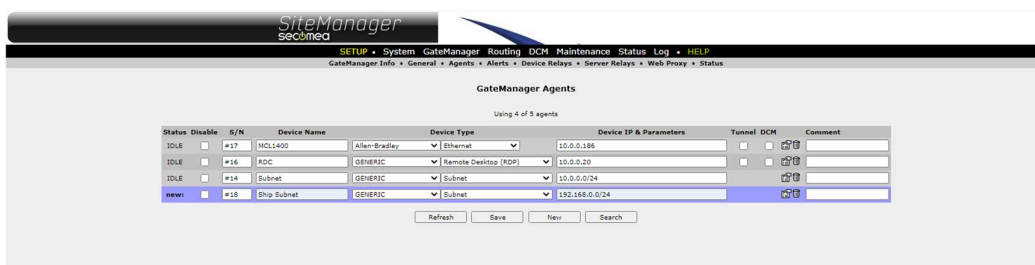 SiteManager
secomea
SETUP • System GateManager Routing DCM Maintenance Status Log • HELP
GateManager Info • General • Agents • Alerts • Device Relays • Server Relays • Web Proxy • Status
GateManager Agents
Using 4 of 5 agents
Status Disable S/N Device Name Device Type Device IP & Parameters Tunnel DCM Comment
IDLE #17 MCL1400 Allen-Bradley Ethernet 10.0.0.186
IDLE #16 RDC GENERIC Remote Desktop (RDP) 10.0.0.20
IDLE #14 Subnet GENERIC Subnet 10.0.0.0/24
new: #18 Ship Subnet GENERIC Subnet 192.168.0.0/24
Refresh Save New Search